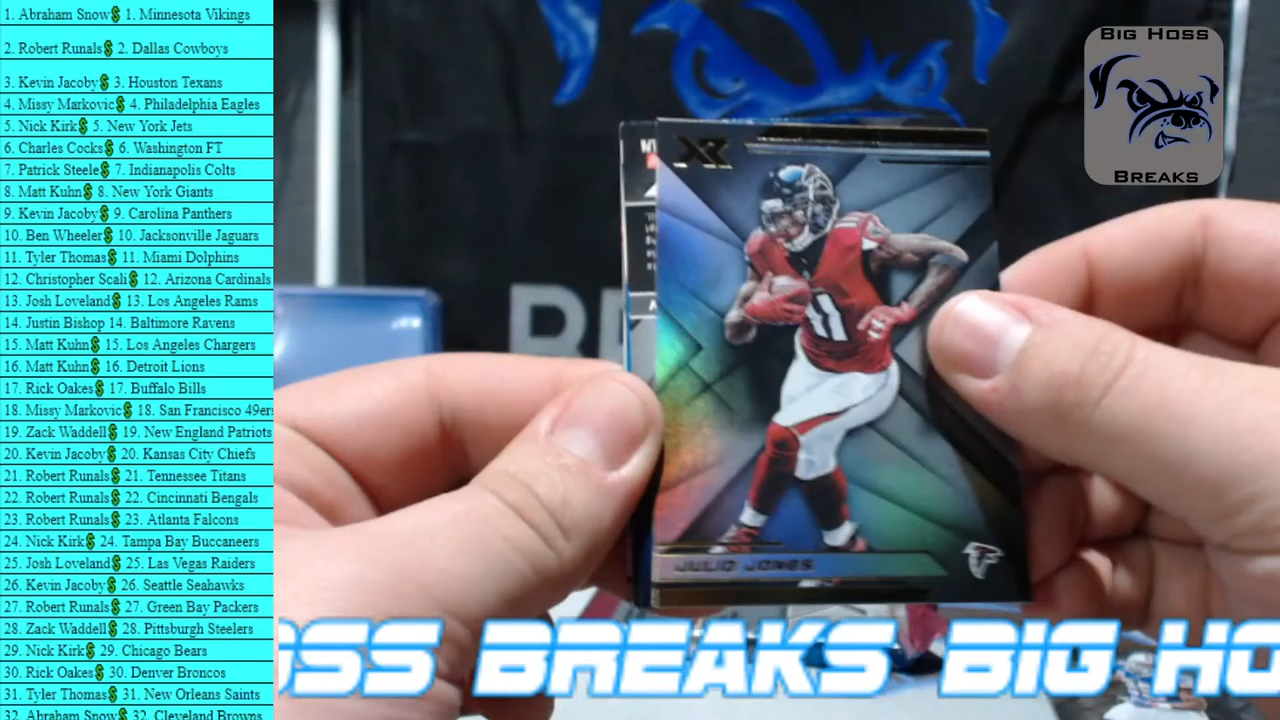 1. Abraham Snow$ 1. Minnesota Vikings
2. Robert Runals$ 2. Dallas Cowboys
3. Kevin Jacoby$ 3. Houston Texans
4. Missy Markovic$ 4. Philadelphia Eagles
5. Nick Kirk$ 5. New York Jets
6. Charles Cocks$ 6. Washington FT
7. Patrick Steele$ 7. Indianapolis Colts
8. Matt Kuhn$ 8. New York Giants
9. Kevin Jacoby$ 9. Carolina Panthers
10. Ben Wheeler$ 10. Jacksonville Jaguars
11. Tyler Thomas$ 11. Miami Dolphins
12. Christopher Scali$ 12. Arizona Cardinals
13. Josh Loveland$ 13. Los Angeles Rams
14. Justin Bishop 14. Baltimore Ravens
15. Matt Kuhn$ 15. Los Angeles Chargers
16. Matt Kuhn$ 16. Detroit Lions
17. Rick Oakes$ 17. Buffalo Bills
18. Missy Markovic$ 18. San Francisco 49ers
19. Zack Waddell$ 19. New England Patriots
20. Kevin Jacoby$ 20. Kansas City Chiefs
21. Robert Runals$ 21. Tennessee Titans
22. Robert Runals$ 22. Cincinnati Bengals
23. Robert Runals$ 23. Atlanta Falcons
24. Nick Kirk$ 24. Tampa Bay Buccaneers
25. Josh Loveland$ 25. Las Vegas Raiders
26. Kevin Jacoby$ 26. Seattle Seahawks
27. Robert Runals$ 27. Green Bay Packers
28. Zack Waddell$ 28. Pittsburgh Steelers
29. Nick Kirk$ 29. Chicago Bears
30. Rick Oakes$ 30. Denver Broncos
31. Tyler Thomas$ 31. New Orleans Saints
32. Abraham Snow$ 32. Cleveland Browns
BIG HOSS
BREAKS
XR
11
11
JULIO JONES
OSS BREAKS BIG HO